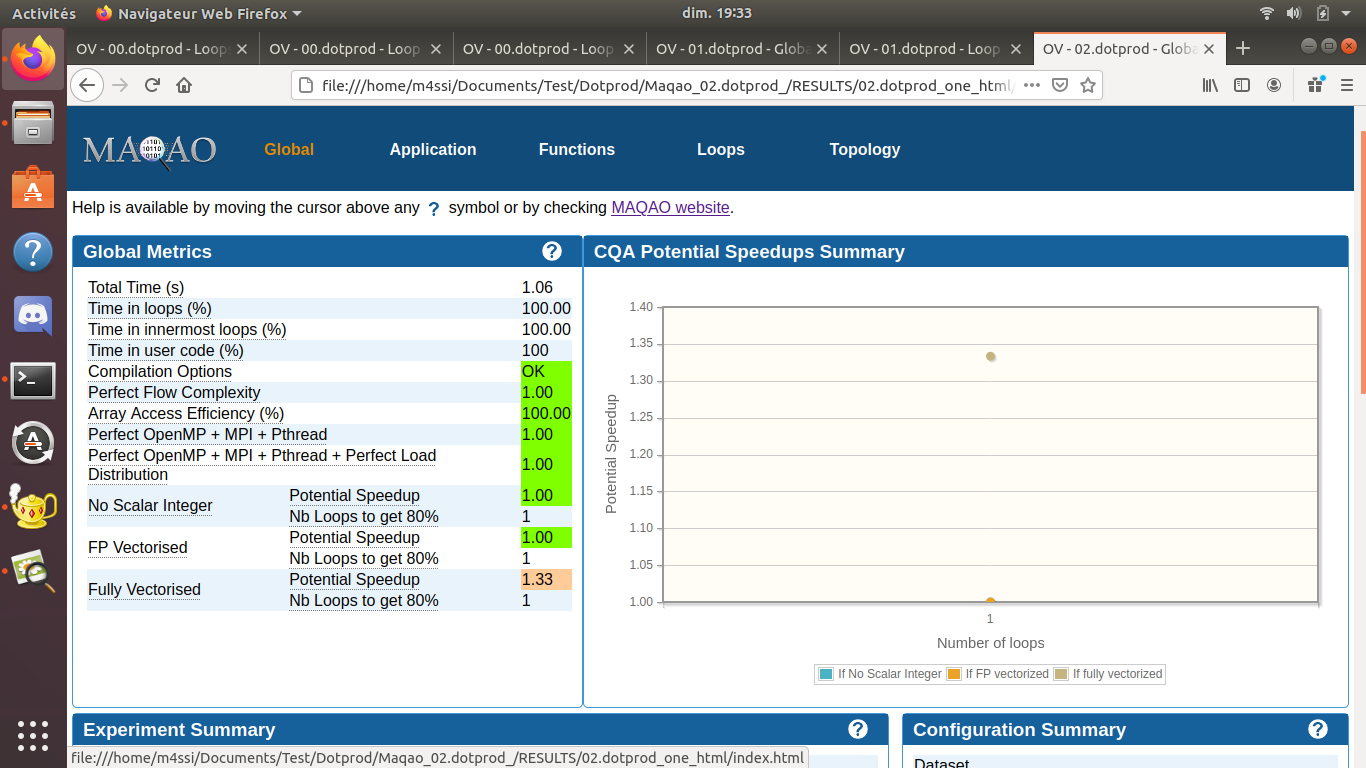 Activités Navigateur Web Firefox dim. 19:33
OV - 00.dotprod - Loop OV - 00.dotprod - Loop OV - 00.dotprod - Loop OV - 01.dotprod - Globa OV - 01.dotprod - Loop OV - 02.dotprod - Globa
file:///home/m4ssi/Documents/Test/Dotprod/Maqao_02.dotprod_/RESULTS/02.dotprod_one_html/
MAQAO Global Application Functions Loops Topology
Help is available by moving the cursor above any ? symbol or by checking MAQAO website.
Global Metrics ?
Total Time (s) 1.06
Time in loops (%) 100.00
Time in innermost loops (%) 100.00
Time in user code (%) 100
Compilation Options OK
Perfect Flow Complexity 1.00
Array Access Efficiency (%) 100.00
Perfect OpenMP + MPI + Pthread 1.00
Perfect OpenMP + MPI + Pthread + Perfect Load
Distribution 1.00
No Scalar Integer Potential Speedup 1.00
Nb Loops to get 80% 1
FP Vectorised Potential Speedup 1.00
Nb Loops to get 80% 1
Fully Vectorised Potential Speedup 1.33
Nb Loops to get 80% 1
CQA Potential Speedups Summary
Potential Speedup
1.40
1.35
1.30
1.25
1.20
1.15
1.10
1.05
1.00
1
Number of loops
If No Scalar Integer If FP vectorized If fully vectorized
Experiment Summary ?
Configuration Summary ?
Dataset
file:///home/m4ssi/Documents/Test/Dotprod/Maqao_02.dotprod_/RESULTS/02.dotprod_one_html/index.html